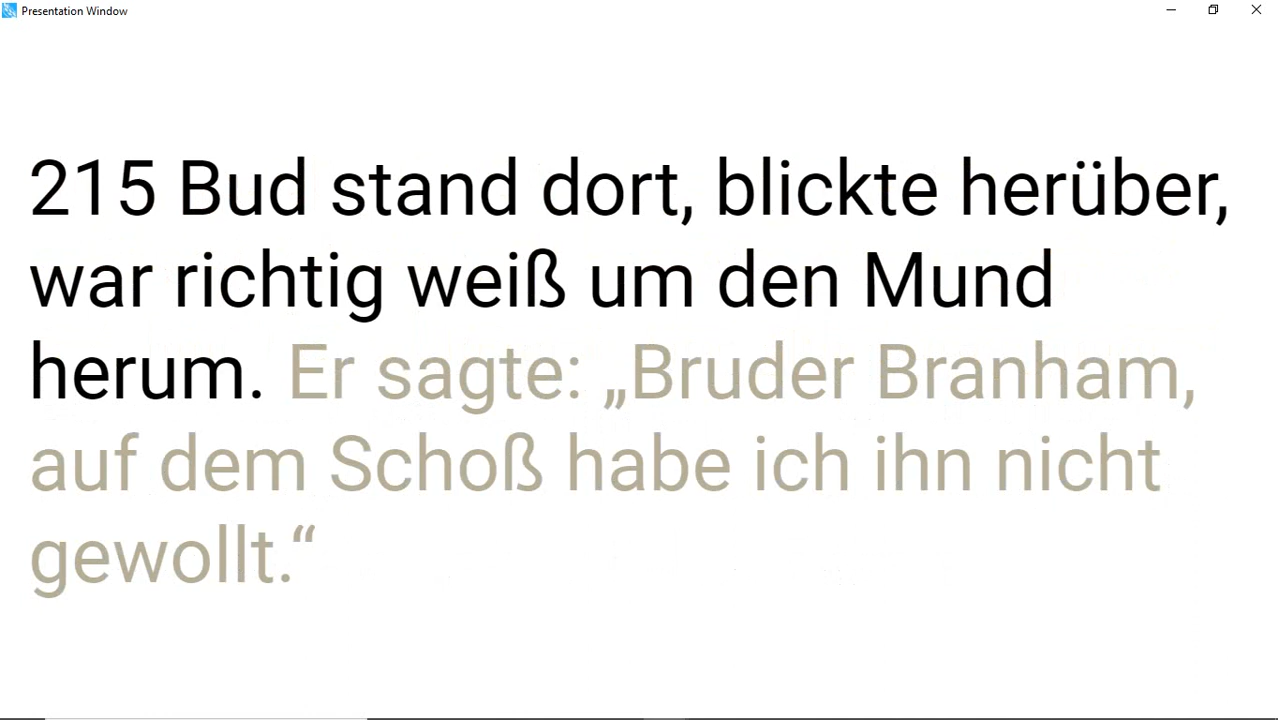 Presentation Window
215 Bud stand dort, blickte herüber,
war richtig weiß um den Mund
herum. Er sagte: „Bruder Branham,
auf dem Schoß habe ich ihn nicht
gewollt.“